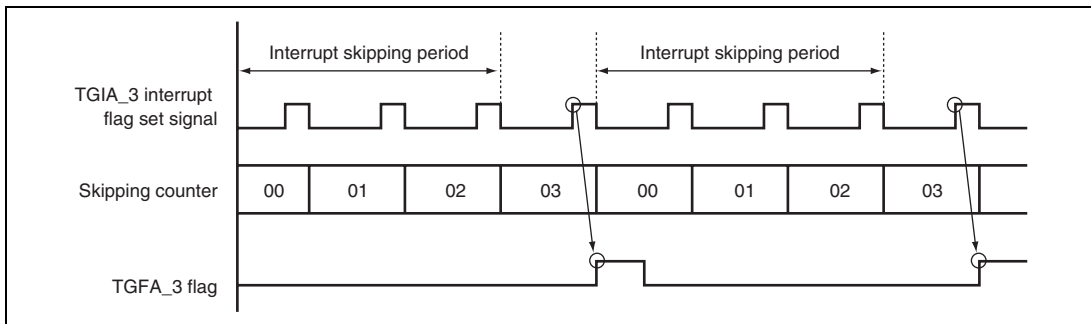 Interrupt skipping period
Interrupt skipping period
TGIA_3 interrupt
flag set signal
Skipping counter
00 01 02 03 00 01 02 03
TGFA_3 flag